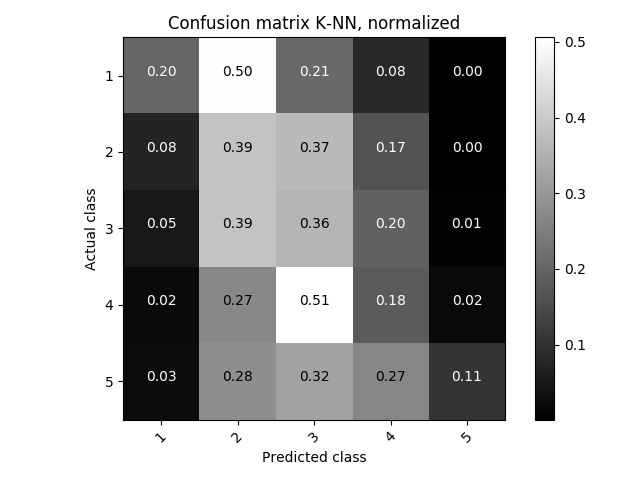 Confusion matrix K-NN, normalized
Actual class
1 0.20 0.50 0.21 0.08 0.00
2 0.08 0.39 0.37 0.17 0.00
3 0.05 0.39 0.36 0.20 0.01
4 0.02 0.27 0.51 0.18 0.02
5 0.03 0.28 0.32 0.27 0.11
1 2 3 4 5
Predicted class
0.5
0.4
0.3
0.2
0.1